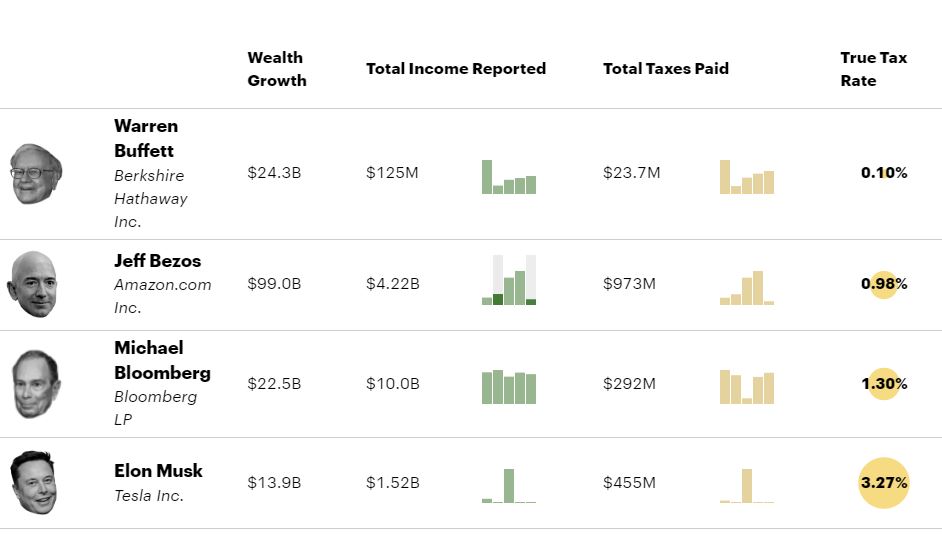 Wealth Growth
Total Income Reported
Total Taxes Paid
True Tax Rate
Warren
Buffett
Berkshire
Hathaway
Inc.
$24.3B
$125M
$23.7M
0.10%
Jeff Bezos
Amazon.com
Inc.
$99.0B
$4.22B
$973M
0.98%
Michael
Bloomberg
Bloomberg
LP
$22.5B
$10.0B
$292M
1.30%
Elon Musk
Tesla Inc.
$13.9B
$1.52B
$455M
3.27%